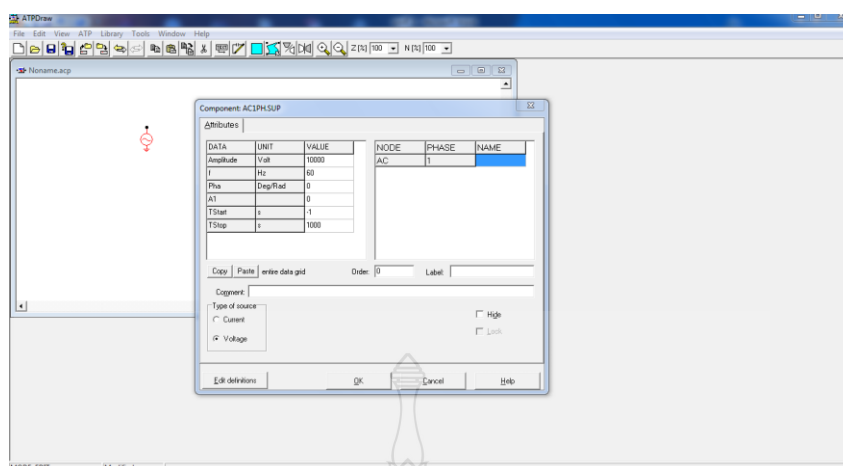 ATPDraw
File Edit View ATP Library Tools Window Help
Z [%] 100 N [%] 100
Noname.acp
Component: AC1PH.SUP
Attributes
DATA UNIT VALUE NODE PHASE NAME
Amplitude Volt 10000 AC 1
f Hz 60
Pha Deg/Rad 0
A1 0
TStart s -1
TStop s 1000
Copy Paste entire data grid Order: 0 Label:
Comment:
Type of source
Current
Hide
Voltage
Lock
Edit definitions OK Cancel Help